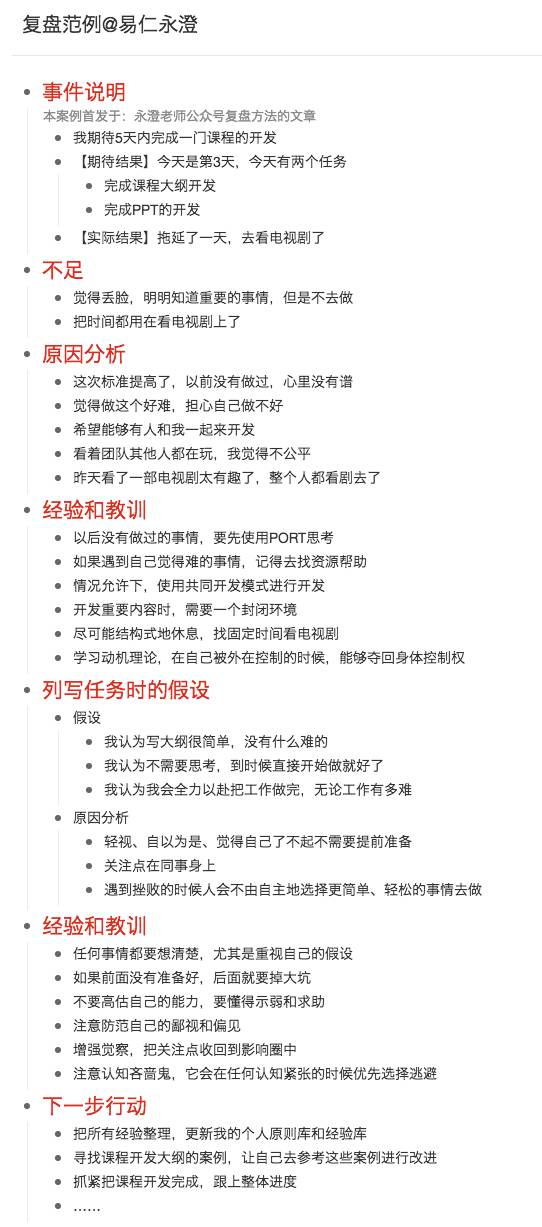 复盘范例@易仁永澄
事件说明
本案例首发于：永澄老师公众号复盘方法的文章
我期待5天内完成一门课程的开发
【期待结果】今天是第3天，今天有两个任务
完成课程大纲开发
完成PPT的开发
【实际结果】拖延了一天，去看电视剧了
不足
觉得丢脸，明明知道重要的事情，但是不去做
把时间都用在看电视剧上了
原因分析
这次标准提高了，以前没有做过，心里没有谱
觉得做这个好难，担心自己做不好
希望能够有人和我一起来开发
看着团队其他人都在玩，我觉得不公平
昨天看了一部电视剧太有趣了，整个人都看剧去了
经验和教训
以后没有做过的事情，要先使用PORT思考
如果遇到自己觉得难的事情，记得去找资源帮助
情况允许下，使用共同开发模式进行开发
开发重要内容时，需要一个封闭环境
尽可能结构式地休息，找固定时间看电视剧
学习动机理论，在自己被外在控制的时候，能够夺回身体控制权
列写任务时的假设
假设
我认为写大纲很简单，没有什么难的
我认为不需要思考，到时候直接开始做就好了
我认为我会全力以赴把工作做完，无论工作有多难
原因分析
轻视、自以为是、觉得自己了不起不需要提前准备
关注点在同事身上
遇到挫败的时候人会不由自主地选择更简单、轻松的事情去做
经验和教训
任何事情都要想清楚，尤其是重视自己的假设
如果前面没有准备好，后面就要掉大坑
不要高估自己的能力，要懂得示弱和求助
注意防范自己的鄙视和偏见
增强觉察，把关注点收回到影响圈中
注意认知吝啬鬼，它会在任何认知紧张的时候优先选择逃避
下一步行动
把所有经验整理，更新我的个人原则库和经验库
寻找课程开发大纲的案例，让自己去参考这些案例进行改进
抓紧把课程开发完成，跟上整体进度
……